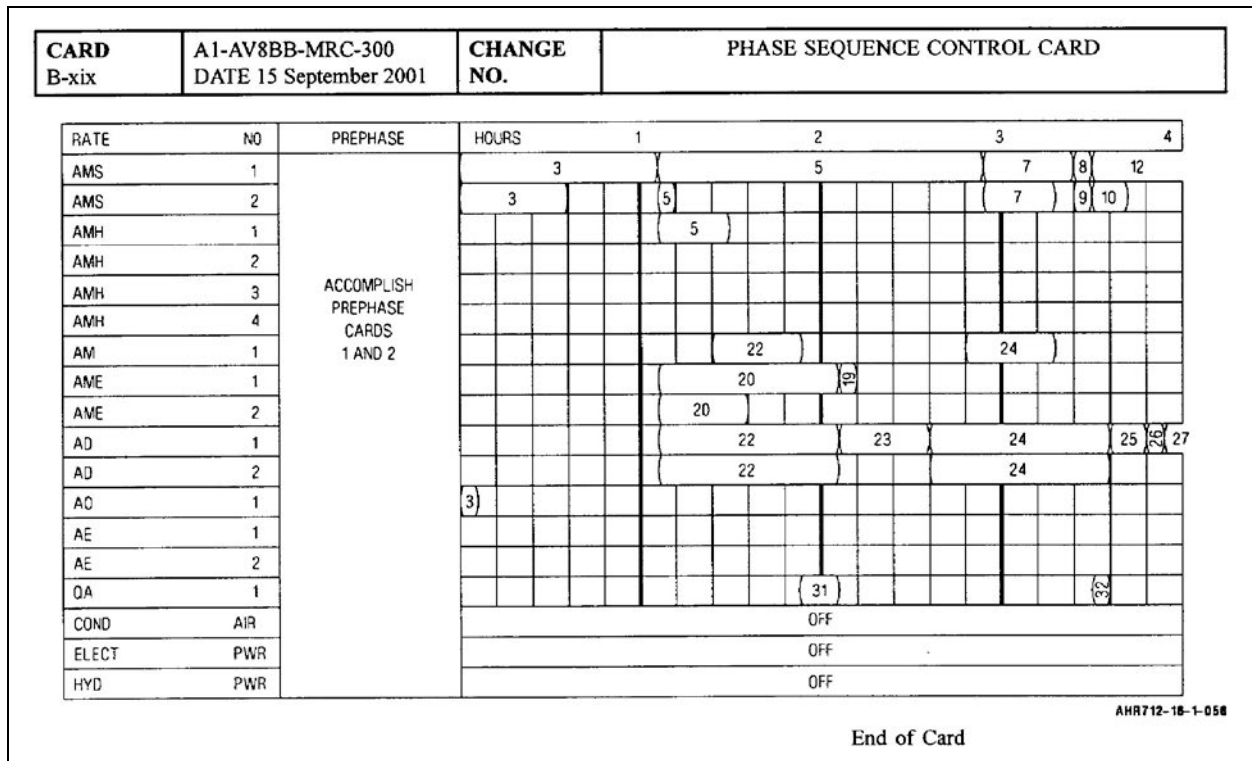 CARD A1-AV8BB-MRC-300 CHANGE PHASE SEQUENCE CONTROL CARD
B-xix DATE 15 September 2001 NO.
RATE NO PREPHASE HOURS 1 2 3 4
AMS 1 3 5 7 8 12
AMS 2 3 5 7 9 10
AMH 1 5
AMH 2
AMH 3 ACCOMPLISH
PREPHASE
AMH 4 CARDS
AM 1 1 AND 2 22 24
AME 1 20 19
AME 2 20
AD 1 22 23 24 25 26 27
AD 2 22 24
AO 1 3
AE 1
AE 2
QA 1 31 32
COND AIR OFF
ELECT PWR OFF
HYD PWR OFF
AHR712-16-1-056
End of Card